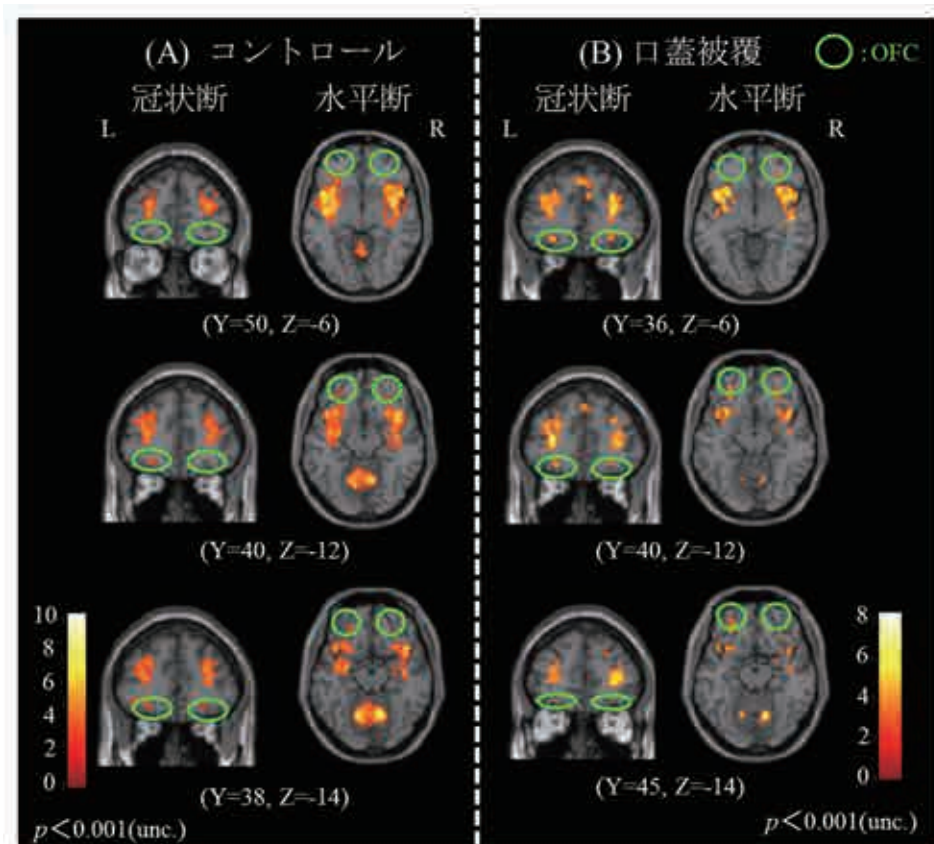 (A) コントロール
冠状断 水平断
L R
(Y=50, Z=-6)
(Y=40, Z=-12)
10
8
6
4
2
0
(Y=38, Z=-14)
p<0.001(unc.)
(B) 口蓋被覆
:OFC
冠状断 水平断
L R
(Y=36, Z=-6)
(Y=40, Z=-12)
8
6
4
2
0
(Y=45, Z=-14)
p<0.001(unc.)